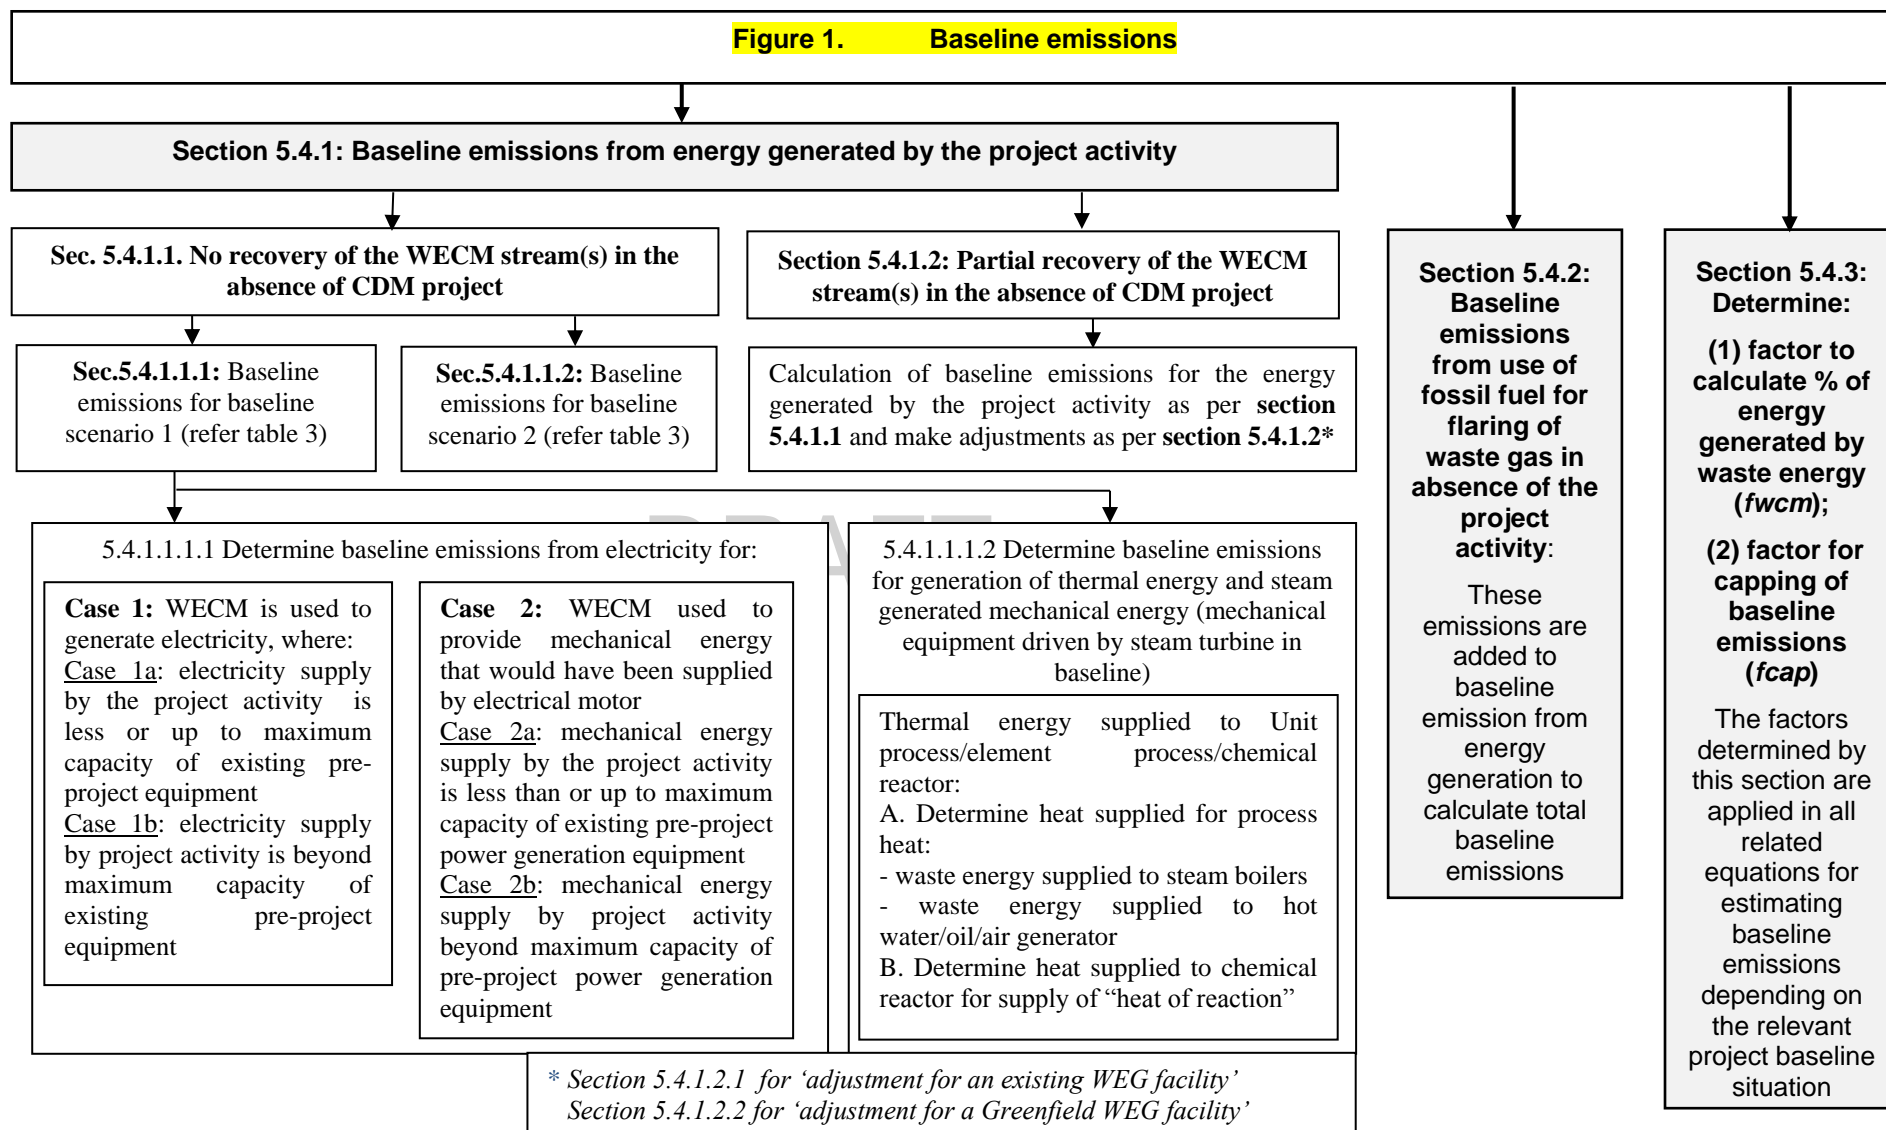 Figure 1. Baseline emissions
Section 5.4.1: Baseline emissions from energy generated by the project activity
Sec. 5.4.1.1. No recovery of the WECM stream(s) in the
absence of CDM project
Section 5.4.1.2: Partial recovery of the WECM
stream(s) in the absence of CDM project
Sec.5.4.1.1.1: Baseline
emissions for baseline
scenario 1 (refer table 3)
Sec.5.4.1.1.2: Baseline
emissions for baseline
scenario 2 (refer table 3)
Calculation of baseline emissions for the energy
generated by the project activity as per section
5.4.1.1 and make adjustments as per section 5.4.1.2*
5.4.1.1.1.1 Determine baseline emissions from electricity for:
Case 1: WECM is used to
generate electricity, where:
Case 1a: electricity supply
by the project activity is
less or up to maximum
capacity of existing pre-
project equipment
Case 1b: electricity supply
by project activity is beyond
maximum capacity of
existing pre-project
equipment
Case 2: WECM used to
provide mechanical energy
that would have been supplied
by electrical motor
Case 2a: mechanical energy
supply by the project activity
is less than or up to maximum
capacity of existing pre-project
power generation equipment
Case 2b: mechanical energy
supply by project activity
beyond maximum capacity of
pre-project power generation
equipment
5.4.1.1.1.2 Determine baseline emissions
for generation of thermal energy and steam
generated mechanical energy (mechanical
equipment driven by steam turbine in
baseline)
Thermal energy supplied to Unit
process/element process/chemical
reactor:
A. Determine heat supplied for process
heat:
- waste energy supplied to steam boilers
- waste energy supplied to hot
water/oil/air generator
B. Determine heat supplied to chemical
reactor for supply of “heat of reaction”
* Section 5.4.1.2.1 for ‘adjustment for an existing WEG facility’
Section 5.4.1.2.2 for ‘adjustment for a Greenfield WEG facility’
Section 5.4.2:
Baseline
emissions
from use of
fossil fuel for
flaring of
waste gas in
absence of the
project
activity:
These
emissions are
added to
baseline
emission from
energy
generation to
calculate total
baseline
emissions
Section 5.4.3:
Determine:
(1) factor to
calculate % of
energy
generated by
waste energy
(fwcm);
(2) factor for
capping of
baseline
emissions
(fcap)
The factors
determined by
this section are
applied in all
related
equations for
estimating
baseline
emissions
depending on
the relevant
project baseline
situation